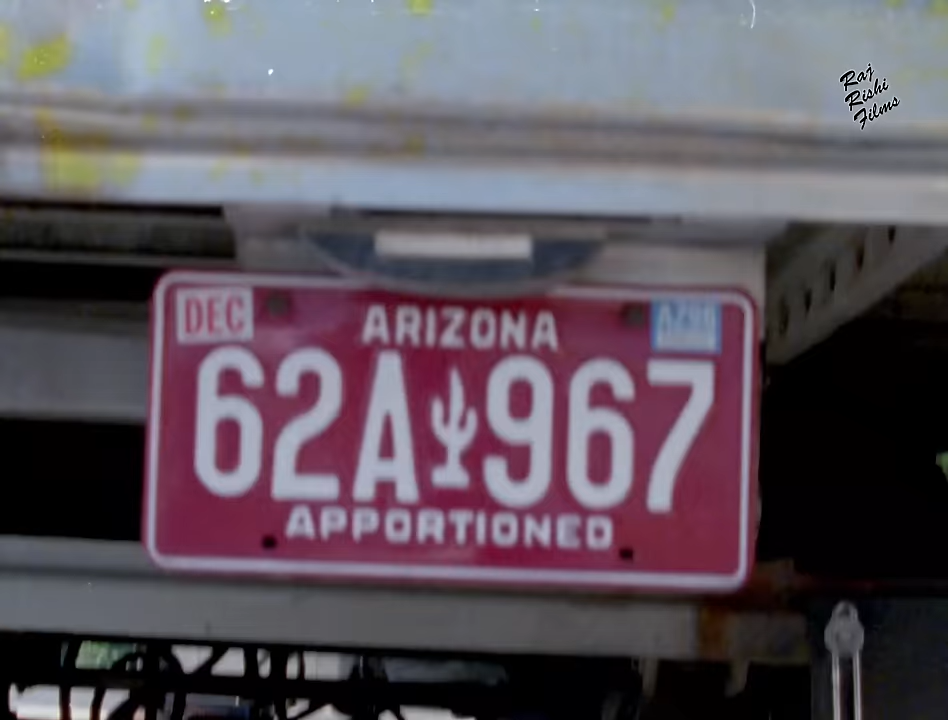 Raj
Rishi
Films
DEC
ARIZONA
62A 967
APPORTIONED